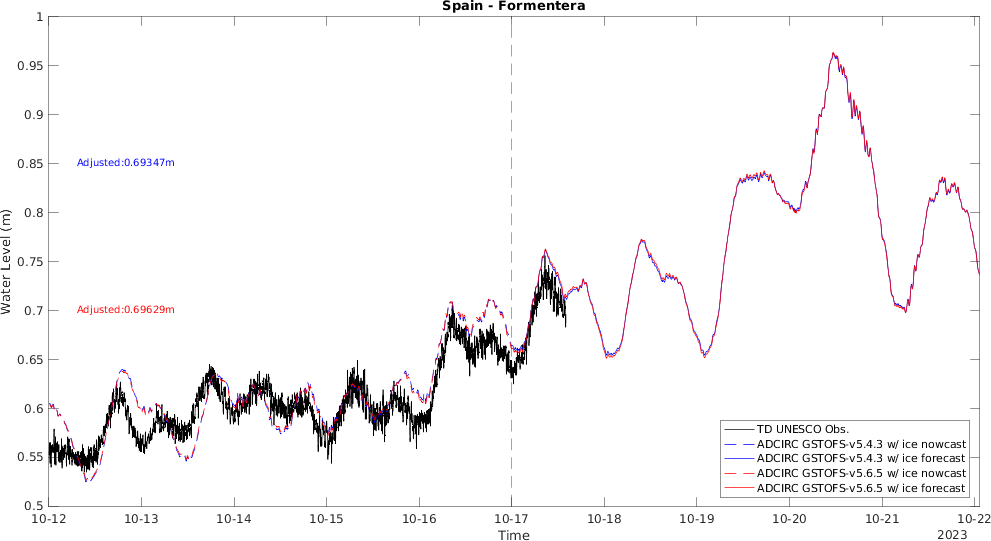 Spain - Formentera
1
0.95
0.9
0.85
0.8
0.75
0.7
0.65
0.6
0.55
0.5
Water Level (m)
Adjusted:0.69347m
Adjusted:0.69629m
TD UNESCO Obs.
ADCIRC GSTOFS-v5.4.3 w/ ice nowcast
ADCIRC GSTOFS-v5.4.3 w/ ice forecast
ADCIRC GSTOFS-v5.6.5 w/ ice nowcast
ADCIRC GSTOFS-v5.6.5 w/ ice forecast
10-12 10-13 10-14 10-15 10-16 10-17 10-18 10-19 10-20 10-21 10-22
Time
2023